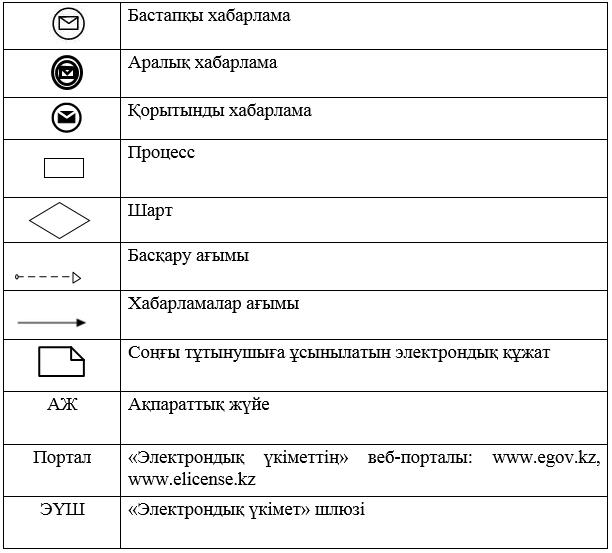 Бастапқы хабарлама
Аралық хабарлама
Қорытынды хабарлама
Процесс
Шарт
Басқару ағымы
Хабарламалар ағымы
Соңғы тұтынушыға ұсынылатын электрондық құжат
АЖ Ақпараттық жүйе
Портал «Электрондық үкіметтің» веб-порталы: www.egov.kz,
www.elicense.kz
ЭҮШ «Электрондық үкімет» шлюзі